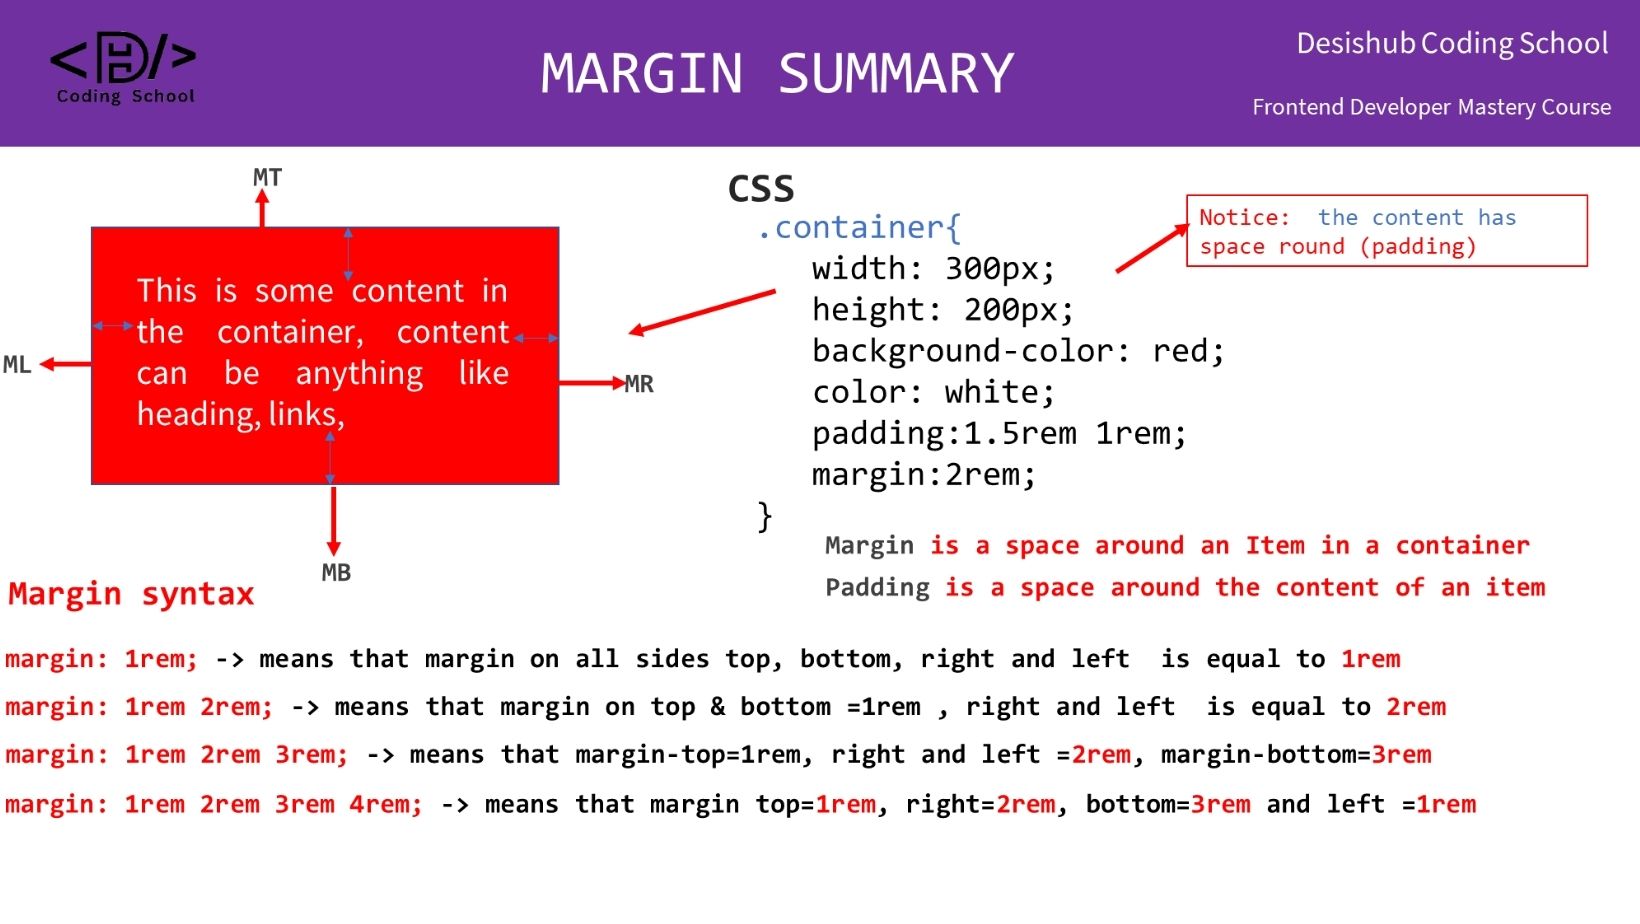 </> DH
Coding School
MARGIN SUMMARY
Desishub Coding School
Frontend Developer Mastery Course
MT
ML
MR
MB
This is some content in
the container, content
can be anything like
heading, links,
CSS
.container{
width: 300px;
height: 200px;
background-color: red;
color: white;
padding:1.5rem 1rem;
margin:2rem;
}
Notice: the content has
space round (padding)
Margin is a space around an Item in a container
Padding is a space around the content of an item
Margin syntax
margin: 1rem; -> means that margin on all sides top, bottom, right and left is equal to 1rem
margin: 1rem 2rem; -> means that margin on top & bottom =1rem , right and left is equal to 2rem
margin: 1rem 2rem 3rem; -> means that margin-top=1rem, right and left =2rem, margin-bottom=3rem
margin: 1rem 2rem 3rem 4rem; -> means that margin top=1rem, right=2rem, bottom=3rem and left =1rem